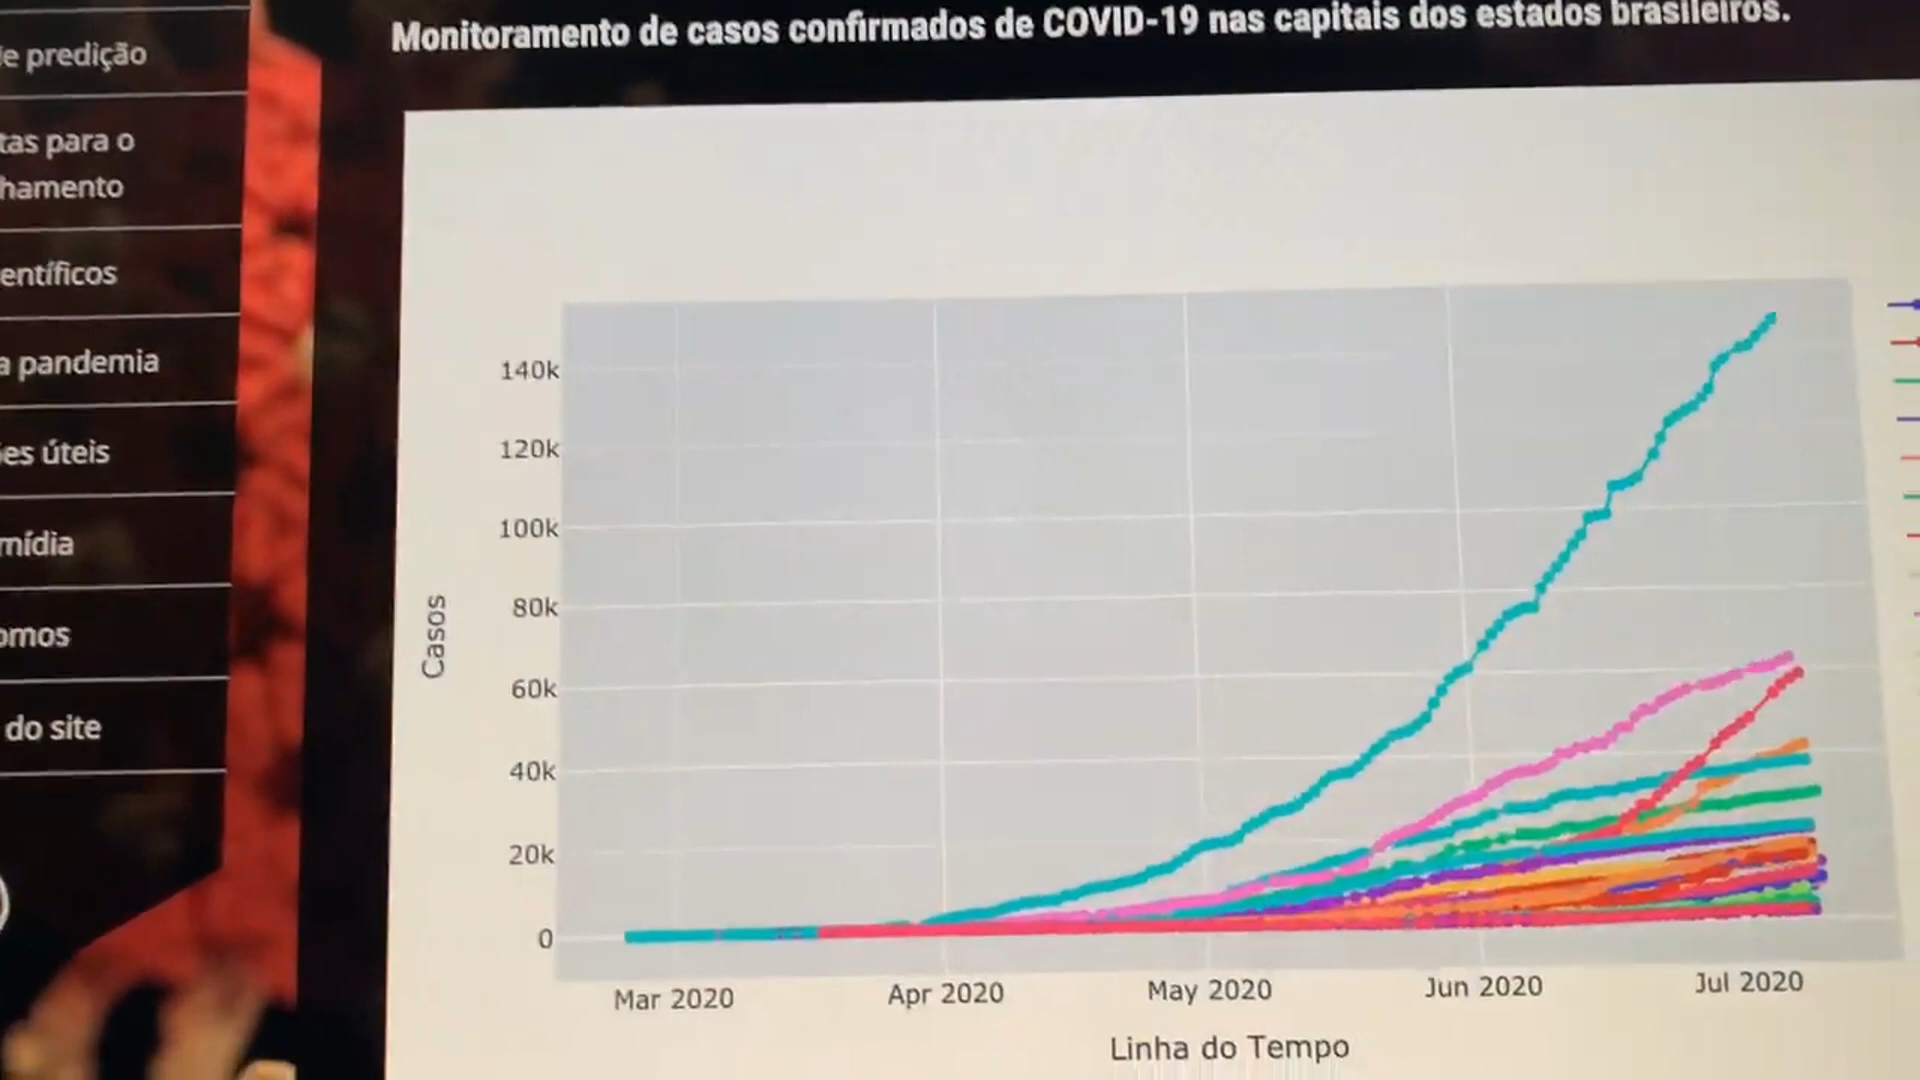 Monitoramento de casos confirmados de COVID-19 nas capitais dos estados brasileiros.
e predição
tas para o
hamento
entíficos
a pandemia
es úteis
mídia
omos
do site
140k
120k
100k
80k
60k
40k
20k
0
Casos
Mar 2020
Apr 2020
May 2020
Jun 2020
Jul 2020
Linha do Tempo